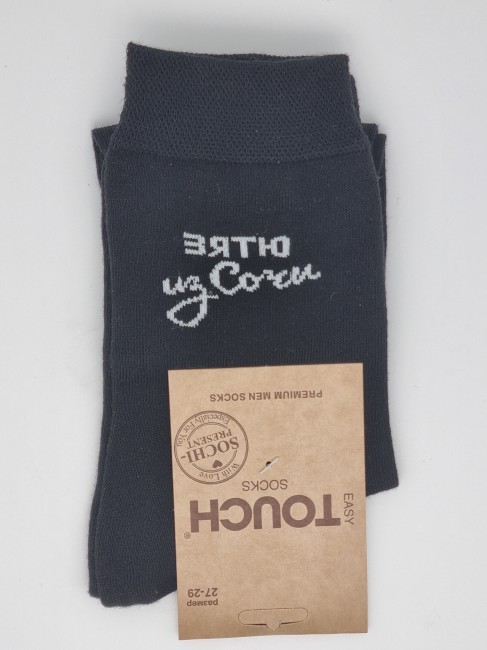 ЗЯТЮ
из Сочи
PREMIUM MEN SOCKS
Especially For You
SOCHI-
PRESENT
With Love
EASY
TOUCH®
SOCKS
размер
27-29